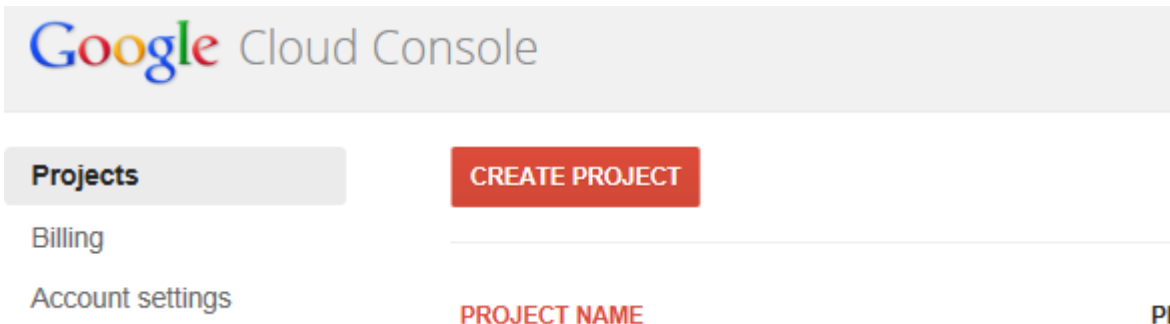 Google Cloud Console
Projects
CREATE PROJECT
Billing
Account settings
PROJECT NAME